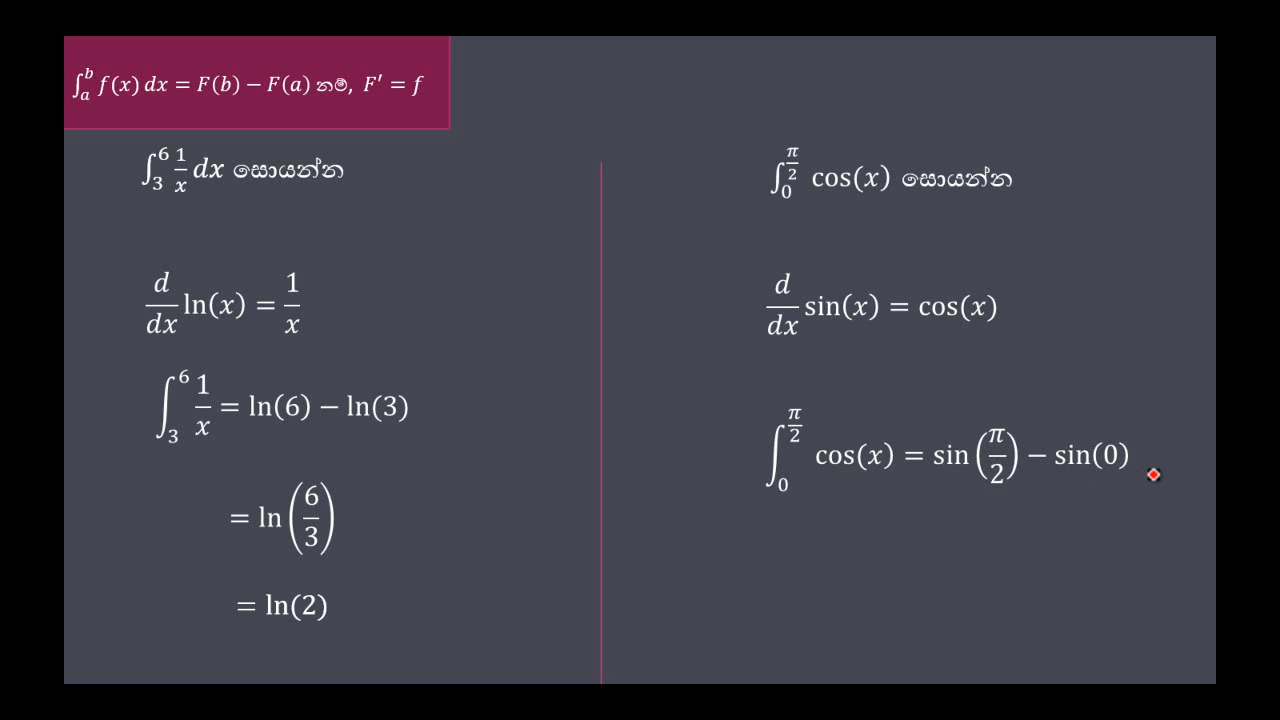 ∫_a^b f(x) dx = F(b) − F(a) නම්, F′ = f
∫_3^6 1/x dx සොයන්න
d/dx ln(x) = 1/x
∫_3^6 1/x = ln(6) − ln(3)
= ln(6/3)
= ln(2)
∫_0^(π/2) cos(x) සොයන්න
d/dx sin(x) = cos(x)
∫_0^(π/2) cos(x) = sin(π/2) − sin(0)